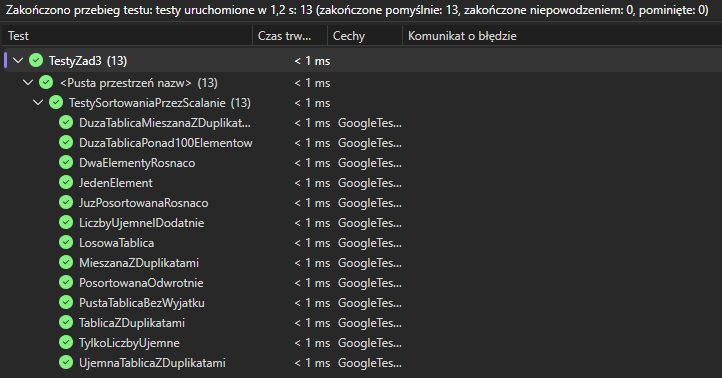 Zakończono przebieg testu: testy uruchomione w 1,2 s: 13 (zakończone pomyślnie: 13, zakończone niepowodzeniem: 0, pominięte: 0)
Test Czas trw... Cechy Komunikat o błędzie
TestyZad3 (13) < 1 ms
<Pusta przestrzeń nazw> (13) < 1 ms
TestySortowaniaPrzezScalanie (13) < 1 ms
DuzaTablicaMieszanaZDuplikat... < 1 ms GoogleTes...
DuzaTablicaPonad100Elementow < 1 ms GoogleTes...
DwaElementyRosnaco < 1 ms GoogleTes...
JedenElement < 1 ms GoogleTes...
JuzPosortowanaRosnaco < 1 ms GoogleTes...
LiczbyUjemneIDodatnie < 1 ms GoogleTes...
LosowaTablica < 1 ms GoogleTes...
MieszanaZDuplikatami < 1 ms GoogleTes...
PosortowanaOdwrotnie < 1 ms GoogleTes...
PustaTablicaBezWyjatku < 1 ms GoogleTes...
TablicaZDuplikatami < 1 ms GoogleTes...
TylkoLiczbyUjemne < 1 ms GoogleTes...
UjemnaTablicaZDuplikatami < 1 ms GoogleTes...